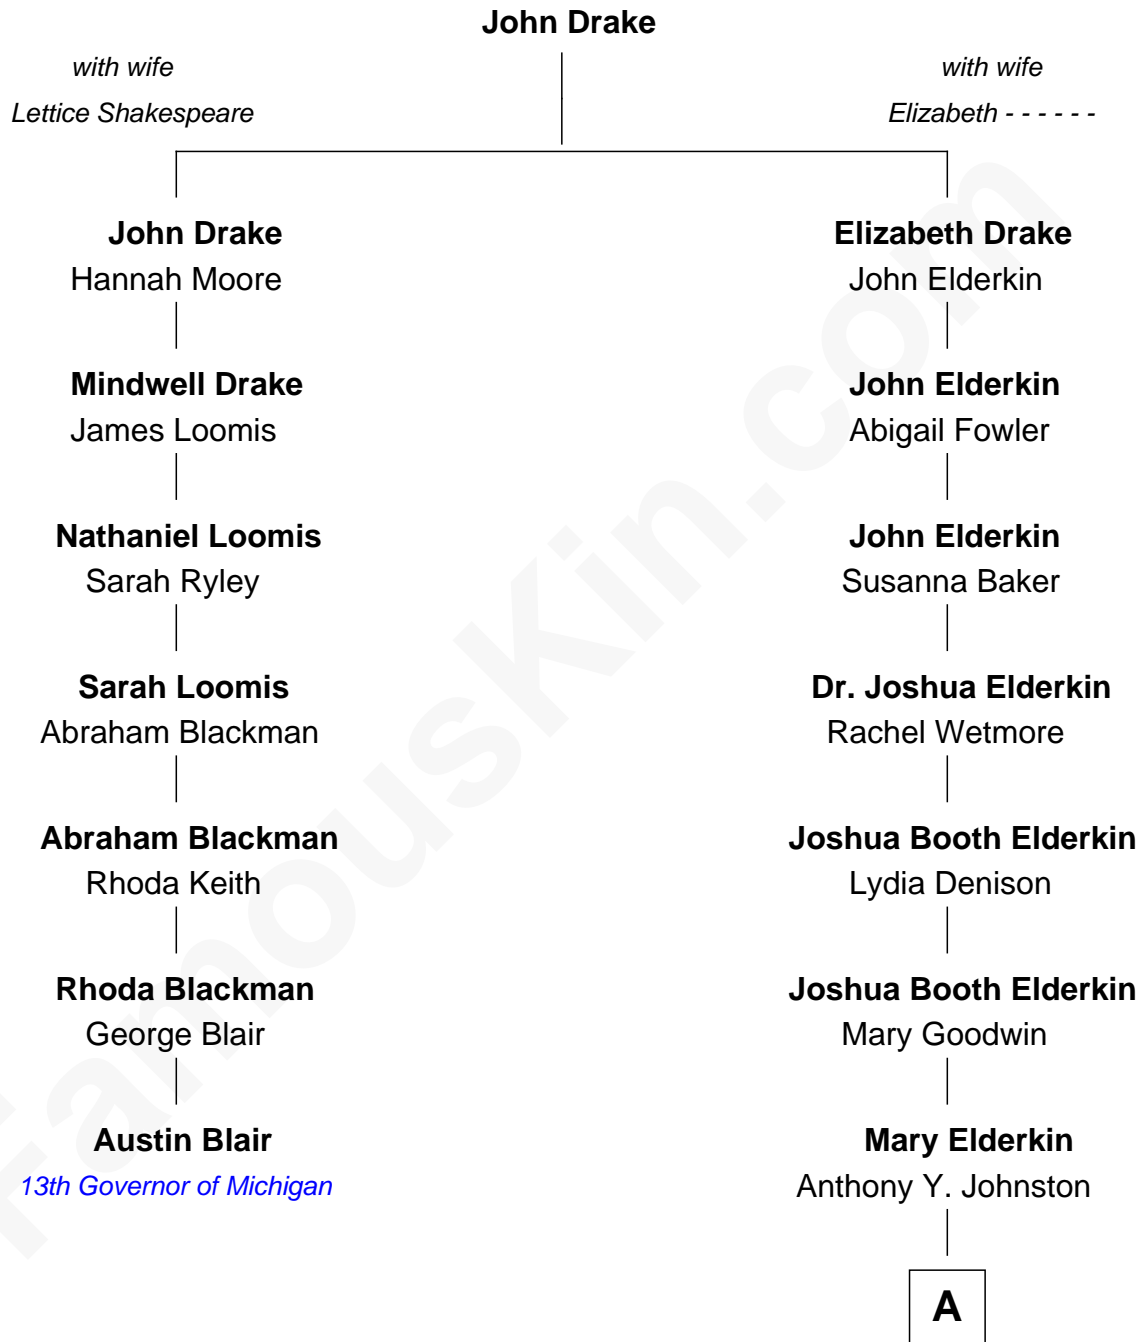 John Drake
with wife
Lettice Shakespeare
with wife
Elizabeth - - - - - -
John Drake
Hannah Moore
Elizabeth Drake
John Elderkin
Mindwell Drake
James Loomis
John Elderkin
Abigail Fowler
Nathaniel Loomis
Sarah Ryley
John Elderkin
Susanna Baker
Sarah Loomis
Abraham Blackman
Dr. Joshua Elderkin
Rachel Wetmore
Abraham Blackman
Rhoda Keith
Joshua Booth Elderkin
Lydia Denison
Rhoda Blackman
George Blair
Joshua Booth Elderkin
Mary Goodwin
Austin Blair
13th Governor of Michigan
Mary Elderkin
Anthony Y. Johnston
A
FamousKin.com